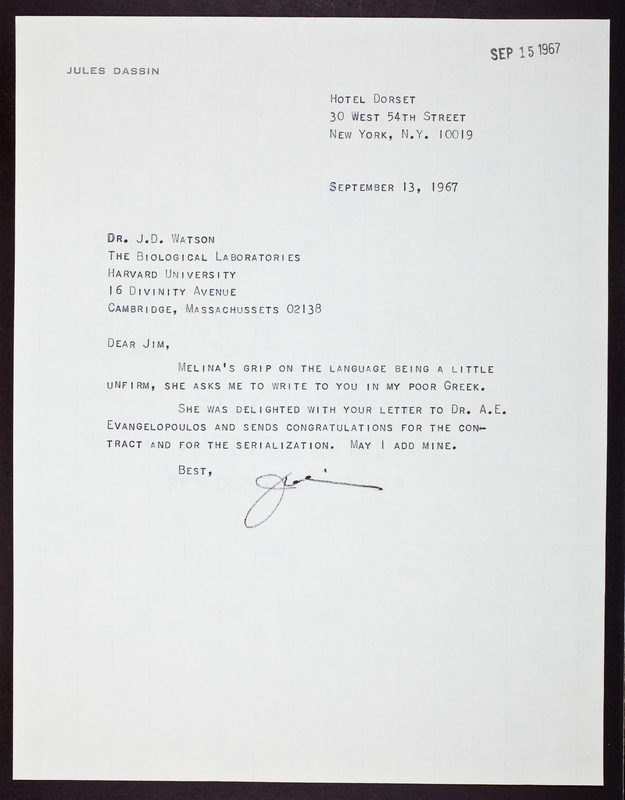 SEP 15 1967
JULES DASSIN
HOTEL DORSET
30 WEST 54TH STREET
NEW YORK, N.Y. 10019
SEPTEMBER 13, 1967
DR. J.D. WATSON
THE BIOLOGICAL LABORATORIES
HARVARD UNIVERSITY
16 DIVINITY AVENUE
CAMBRIDGE, MASSACHUSSETS 02138
DEAR JIM,
MELINA'S GRIP ON THE LANGUAGE BEING A LITTLE
UNFIRM, SHE ASKS ME TO WRITE TO YOU IN MY POOR GREEK.
SHE WAS DELIGHTED WITH YOUR LETTER TO DR. A.E.
EVANGELOPOULOS AND SENDS CONGRATULATIONS FOR THE CON-
TRACT AND FOR THE SERIALIZATION. MAY I ADD MINE.
BEST,